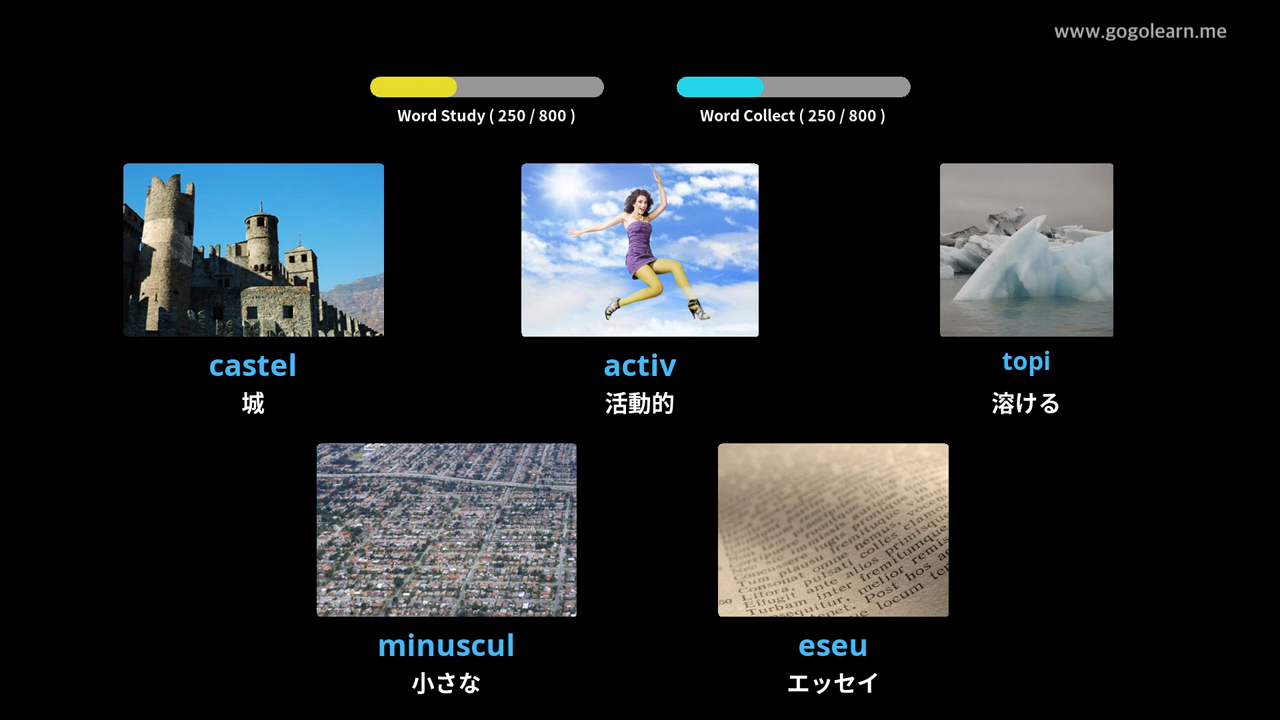 www.gogolearn.me
Word Study ( 250 / 800 )
Word Collect ( 250 / 800 )
castel
城
activ
活動的
topi
溶ける
minuscul
小さな
eseu
エッセイ